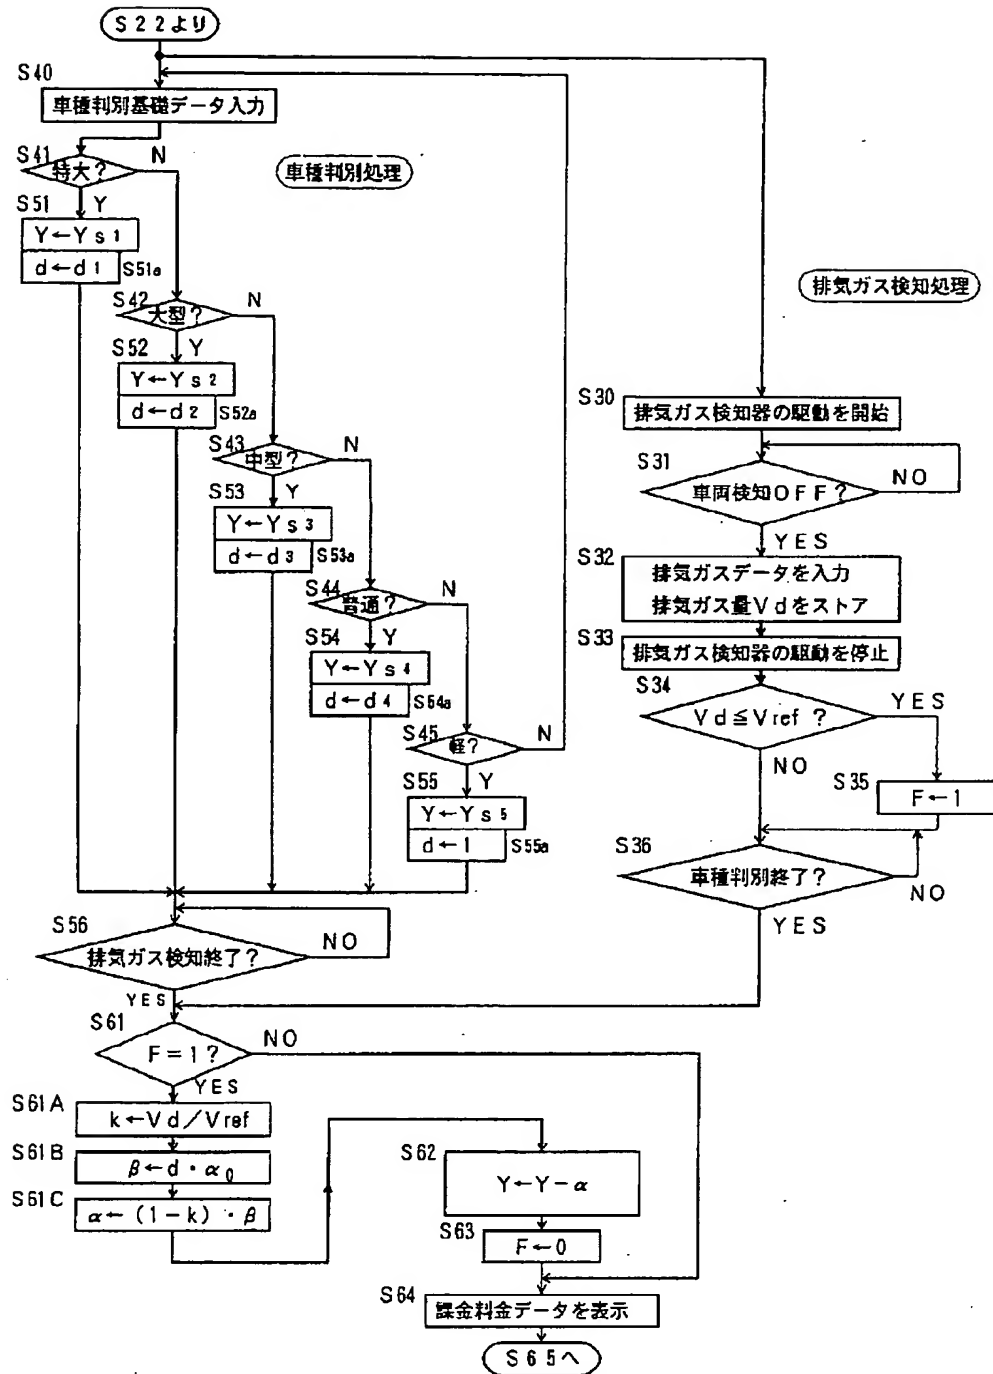 S22より
S40
車種判別基礎データ入力
S41
特大?
N
車種判別処理
S51
Y
Y←Ys1
d←d1
S51a
S42
大型?
N
S52
Y
Y←Ys2
d←d2
S52a
S43
中型?
N
S53
Y
Y←Ys3
d←d3
S53a
S44
普通?
N
S54
Y
Y←Ys4
d←d4
S54a
S45
軽?
N
S55
Y
Y←Ys5
d←1
S55a
S56
排気ガス検知終了?
NO
YES
排気ガス検知処理
S30
排気ガス検知器の駆動を開始
S31
車両検知OFF?
NO
YES
S32
排気ガスデータを入力
排気ガス量Vdをストア
S33
排気ガス検知器の駆動を停止
S34
Vd≦Vref?
YES
NO
S35
F←1
S36
車種判別終了?
NO
YES
S61
F=1?
NO
YES
S61A
k←Vd/Vref
S61B
β←d・α0
S61C
α←(1-k)・β
S62
Y←Y-α
S63
F←0
S64
課金料金データを表示
S65へ